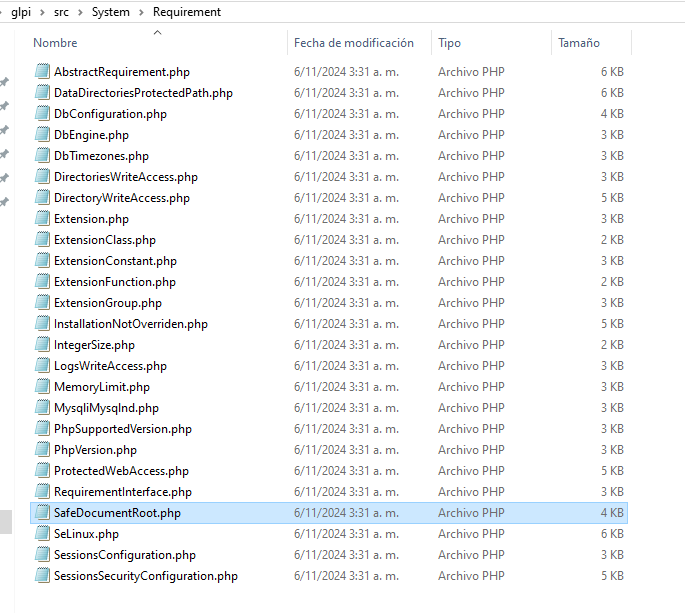 glpi > src > System > Requirement
Nombre Fecha de modificación Tipo Tamaño
AbstractRequirement.php 6/11/2024 3:31 a. m. Archivo PHP 6 KB
DataDirectoriesProtectedPath.php 6/11/2024 3:31 a. m. Archivo PHP 6 KB
DbConfiguration.php 6/11/2024 3:31 a. m. Archivo PHP 4 KB
DbEngine.php 6/11/2024 3:31 a. m. Archivo PHP 3 KB
DbTimezones.php 6/11/2024 3:31 a. m. Archivo PHP 3 KB
DirectoriesWriteAccess.php 6/11/2024 3:31 a. m. Archivo PHP 3 KB
DirectoryWriteAccess.php 6/11/2024 3:31 a. m. Archivo PHP 5 KB
Extension.php 6/11/2024 3:31 a. m. Archivo PHP 3 KB
ExtensionClass.php 6/11/2024 3:31 a. m. Archivo PHP 2 KB
ExtensionConstant.php 6/11/2024 3:31 a. m. Archivo PHP 3 KB
ExtensionFunction.php 6/11/2024 3:31 a. m. Archivo PHP 2 KB
ExtensionGroup.php 6/11/2024 3:31 a. m. Archivo PHP 3 KB
InstallationNotOverriden.php 6/11/2024 3:31 a. m. Archivo PHP 5 KB
IntegerSize.php 6/11/2024 3:31 a. m. Archivo PHP 2 KB
LogsWriteAccess.php 6/11/2024 3:31 a. m. Archivo PHP 3 KB
MemoryLimit.php 6/11/2024 3:31 a. m. Archivo PHP 3 KB
MysqliMysqlnd.php 6/11/2024 3:31 a. m. Archivo PHP 3 KB
PhpSupportedVersion.php 6/11/2024 3:31 a. m. Archivo PHP 3 KB
PhpVersion.php 6/11/2024 3:31 a. m. Archivo PHP 3 KB
ProtectedWebAccess.php 6/11/2024 3:31 a. m. Archivo PHP 5 KB
RequirementInterface.php 6/11/2024 3:31 a. m. Archivo PHP 3 KB
SafeDocumentRoot.php 6/11/2024 3:31 a. m. Archivo PHP 4 KB
SeLinux.php 6/11/2024 3:31 a. m. Archivo PHP 6 KB
SessionsConfiguration.php 6/11/2024 3:31 a. m. Archivo PHP 3 KB
SessionsSecurityConfiguration.php 6/11/2024 3:31 a. m. Archivo PHP 5 KB